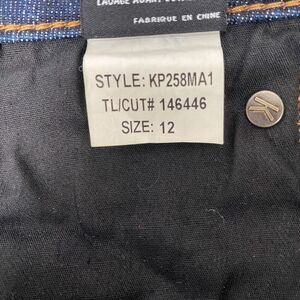 LAVAGE AVANT
FABRIQUE EN CHINE
STYLE: KP258MA1
TL/CUT# 146446
SIZE: 12
K